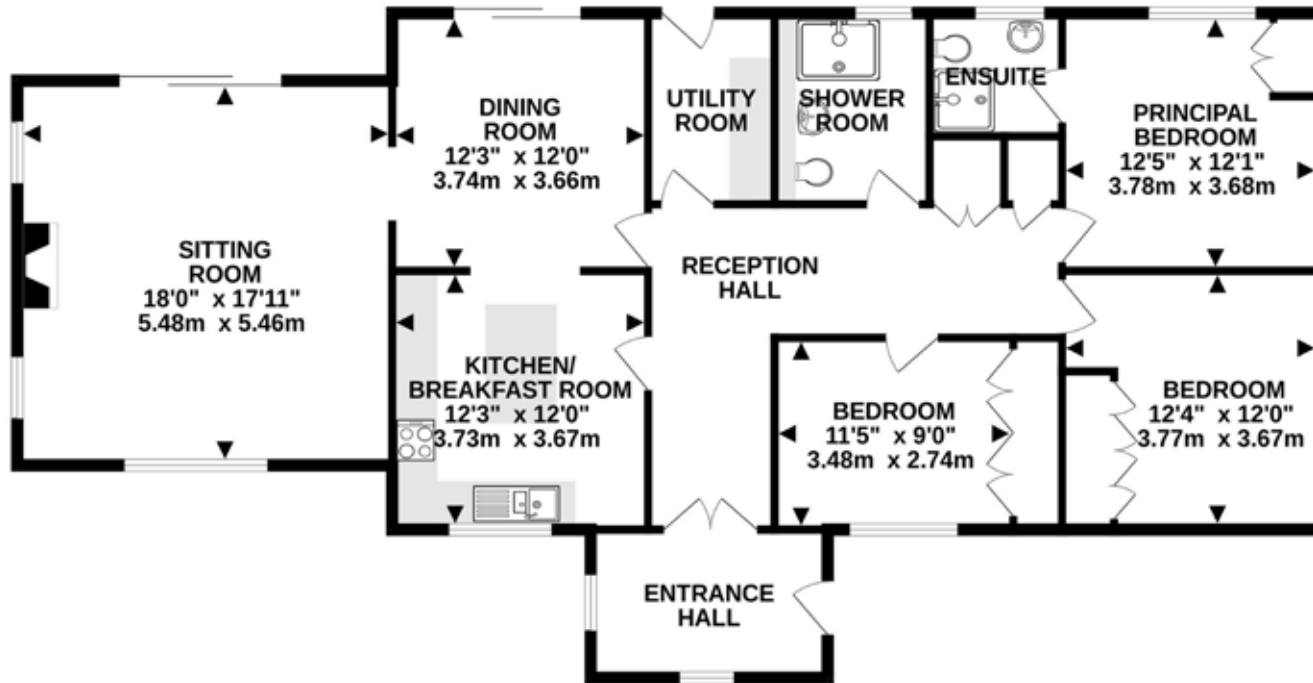 DINING
ROOM
12'3" x 12'0"
3.74m x 3.66m
UTILITY
ROOM
SHOWER
ROOM
ENSUITE
PRINCIPAL
BEDROOM
12'5" x 12'1"
3.78m x 3.68m
SITTING
ROOM
18'0" x 17'11"
5.48m x 5.46m
RECEPTION
HALL
KITCHEN/
BREAKFAST ROOM
12'3" x 12'0"
3.73m x 3.67m
BEDROOM
11'5" x 9'0"
3.48m x 2.74m
BEDROOM
12'4" x 12'0"
3.77m x 3.67m
ENTRANCE
HALL